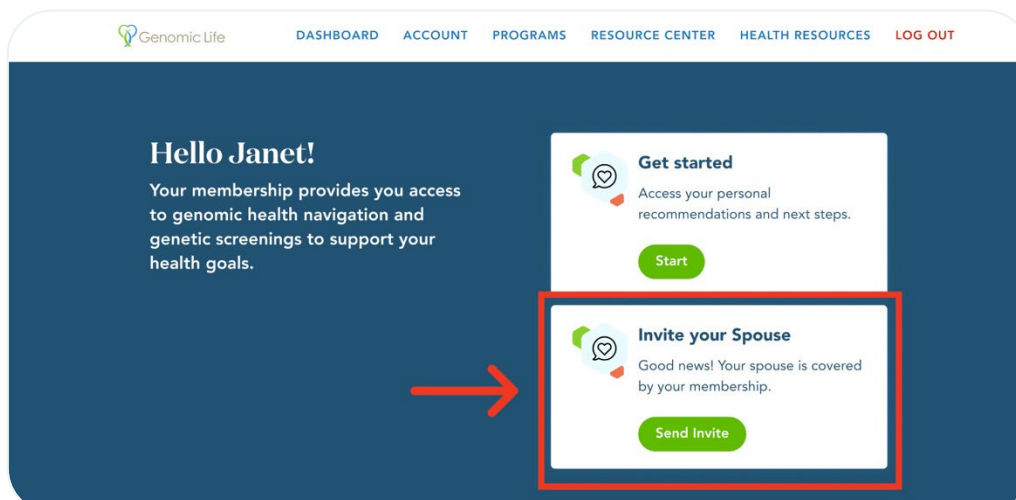 Genomic Life
DASHBOARD ACCOUNT PROGRAMS RESOURCE CENTER HEALTH RESOURCES LOG OUT
Hello Janet!
Your membership provides you access
to genomic health navigation and
genetic screenings to support your
health goals.
Get started
Access your personal
recommendations and next steps.
Start
Invite your Spouse
Good news! Your spouse is covered
by your membership.
Send Invite